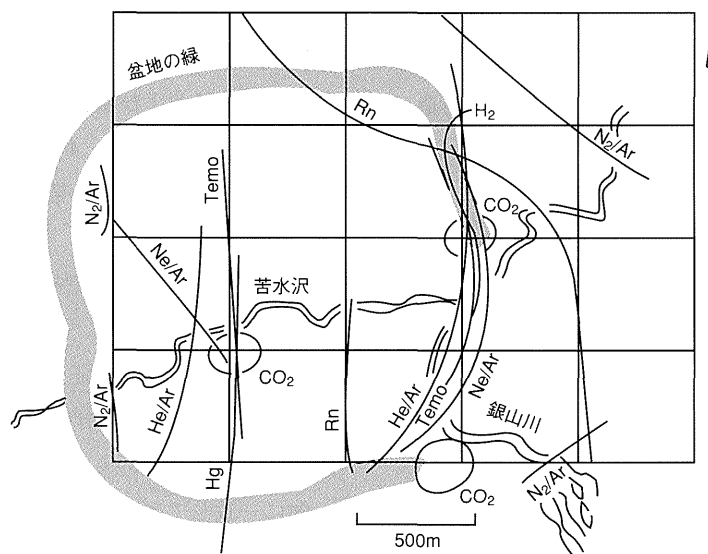 盆地の緑
Rn
H₂
N₂/Ar
N₂/Ar
Temo
CO₂
Ne/Ar
苦水沢
CO₂
N₂/Ar
He/Ar
Rn
He/Ar
Temo
Ne/Ar
銀山川
Hg
CO₂
N₂/Ar
500m